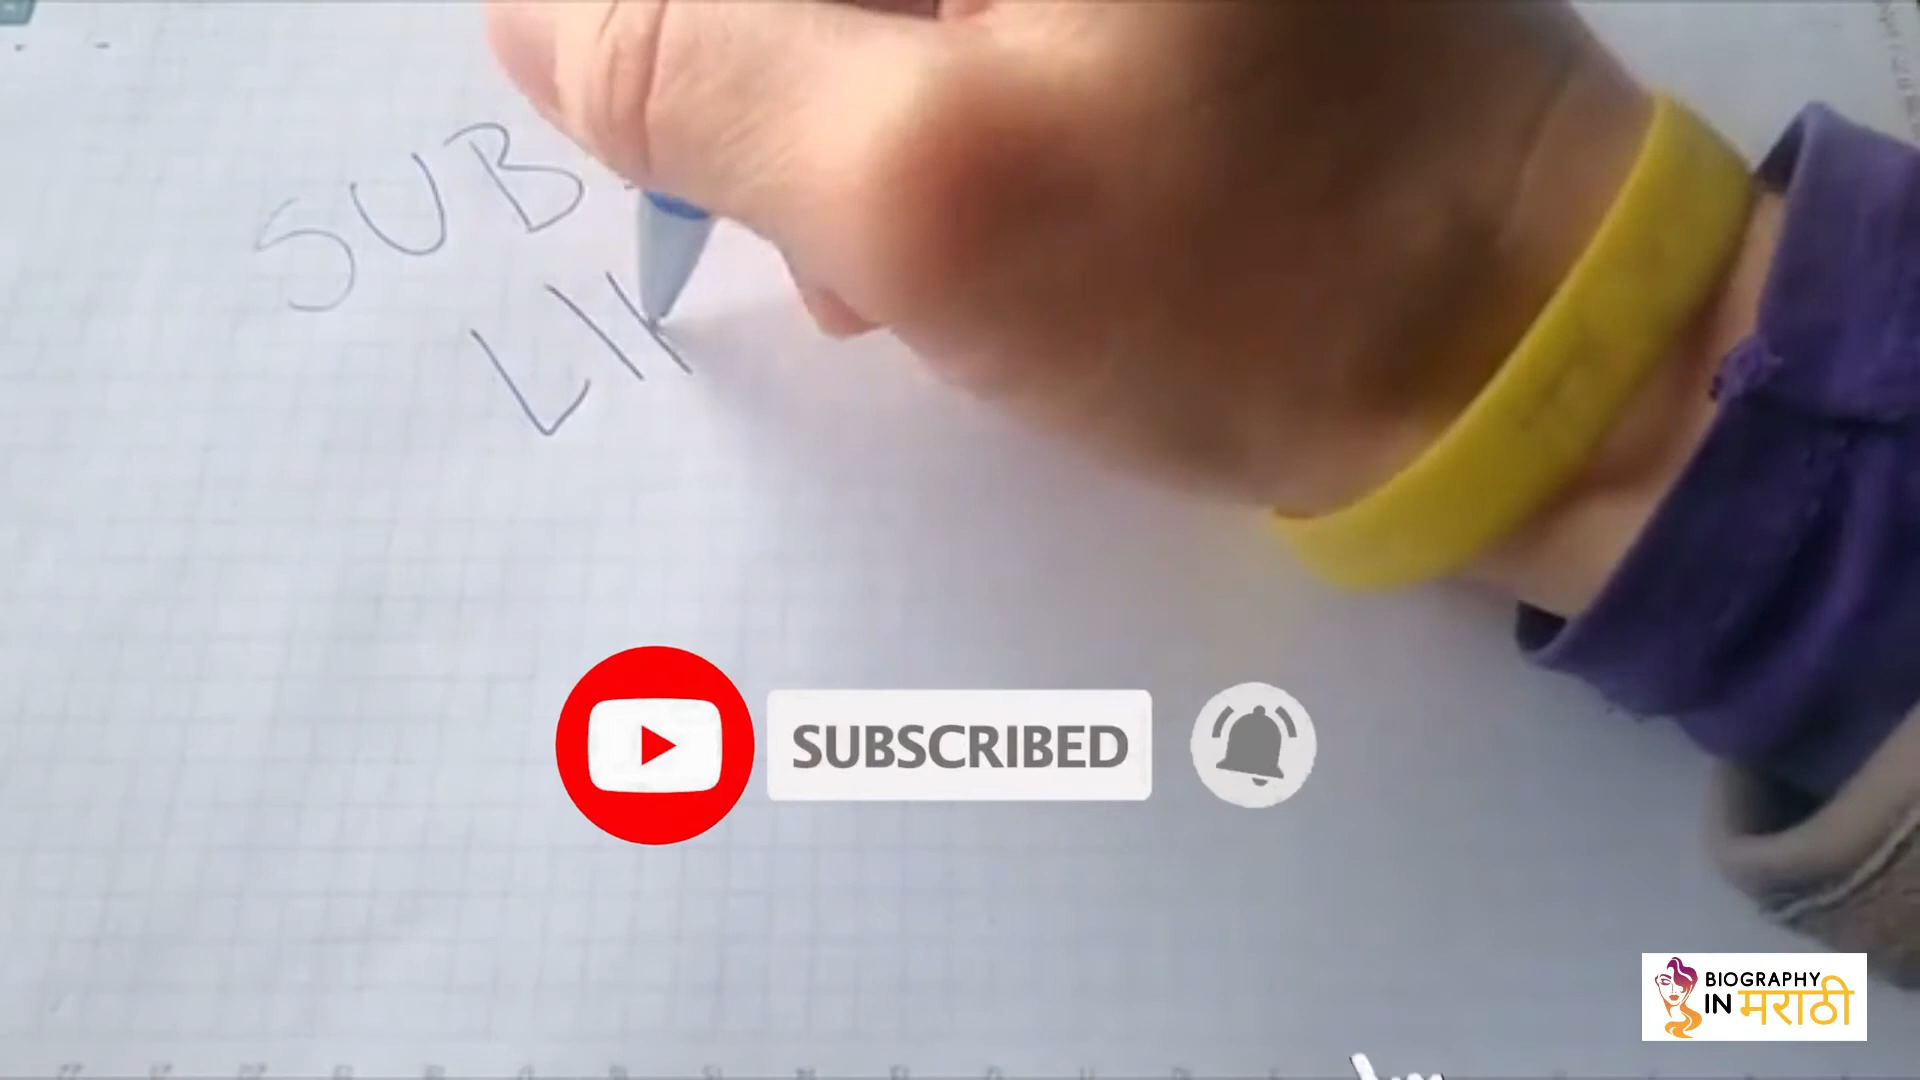 SUB
LIK
SUBSCRIBED
BIOGRAPHY
IN मराठी